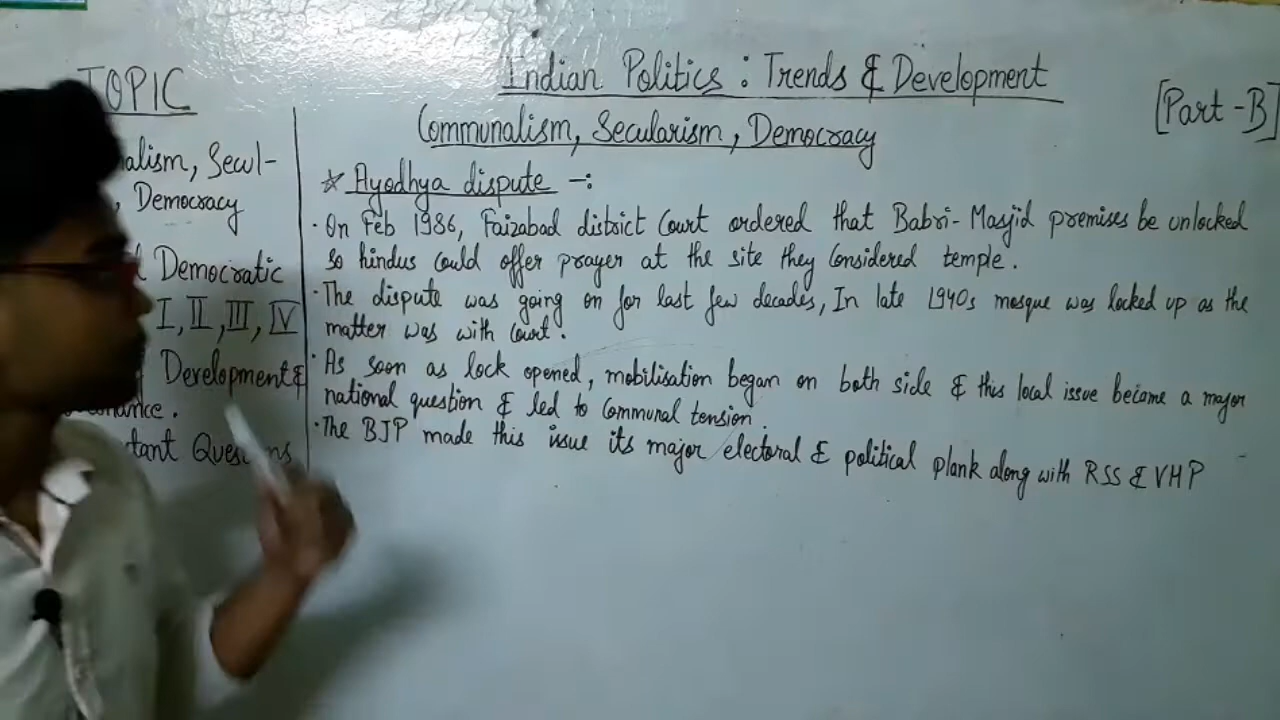 Indian Politics : Trends & Development
[Part-B]
Communalism, Secularism, Democracy
TOPIC
alism, Secul-
, Democracy
Democratic
I, II, III, IV
Development &
.
tant Ques ns
☆ Ayodhya dispute -:
· On Feb 1986, Faizabad district Court ordered that Babri-Masjid premises be unlocked
so hindus could offer prayer at the site they Considered temple.
· The dispute was going on for last few decades, In late 1940s mosque was locked up as the
matter was with court.
· As soon as lock opened, mobilisation began on both side & this local issue become a major
national question & led to Communal tension.
· The BJP made this issue its major electoral & political plank along with RSS & VHP